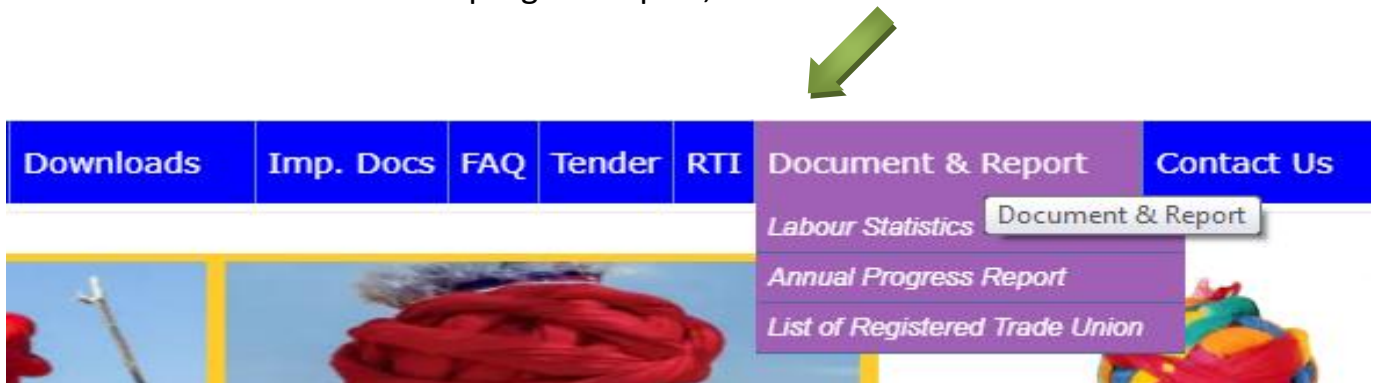 Downloads Imp. Docs FAQ Tender RTI Document & Report Contact Us
Labour Statistics
Document & Report
Annual Progress Report
List of Registered Trade Union